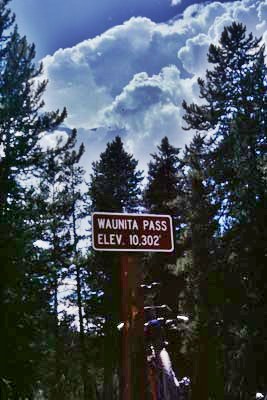 WAUNITA PASS
ELEV. 10,302'